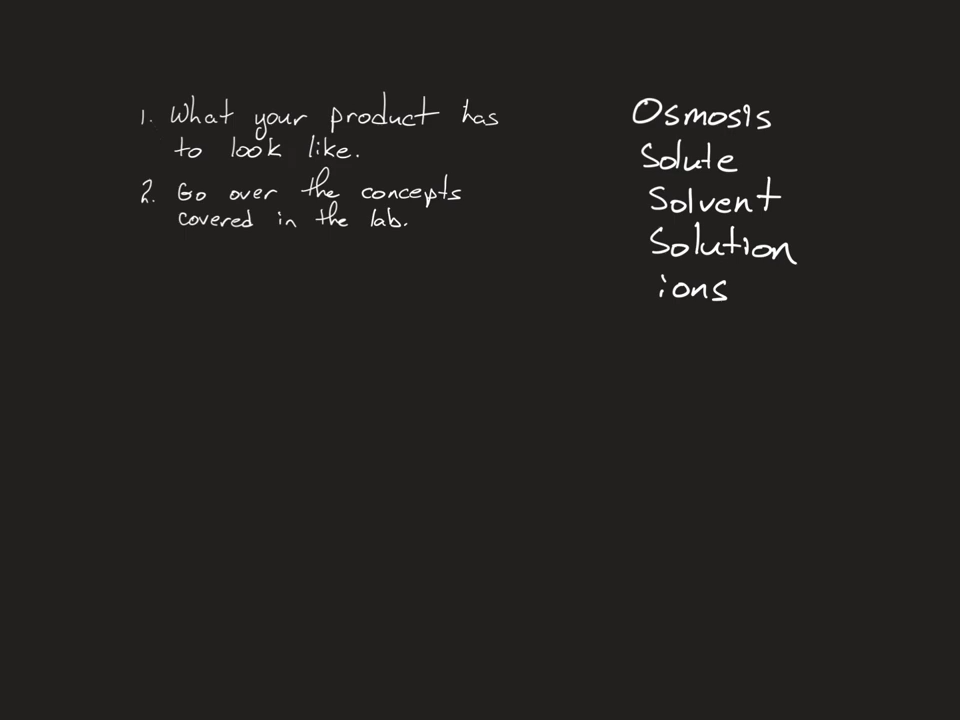 1. What your product has
to look like.
2. Go over the concepts
covered in the lab.
Osmosis
Solute
Solvent
Solution
ions